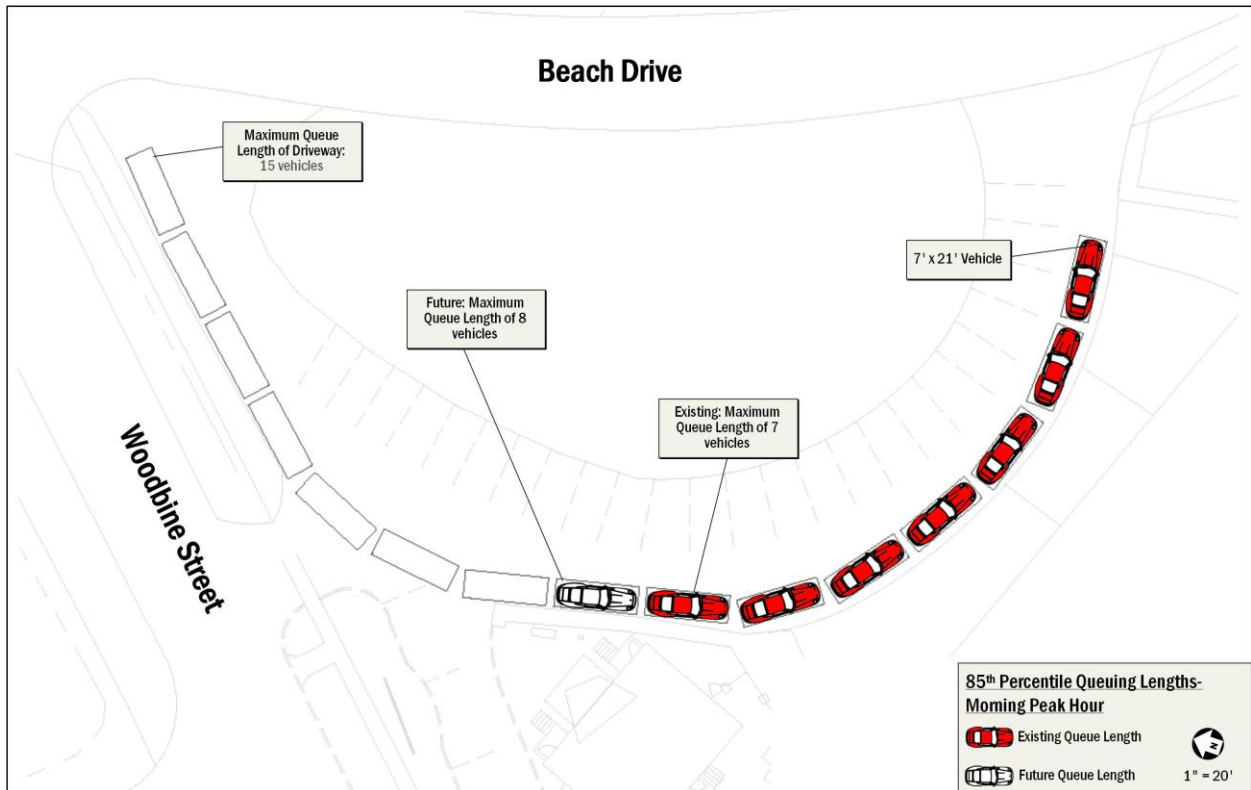 Beach Drive
Maximum Queue
Length of Driveway:
15 vehicles
7' x 21' Vehicle
Future: Maximum
Queue Length of 8
vehicles
Existing: Maximum
Queue Length of 7
vehicles
Woodbine Street
85th Percentile Queuing Lengths-
Morning Peak Hour
Existing Queue Length
N
Future Queue Length
1" = 20'